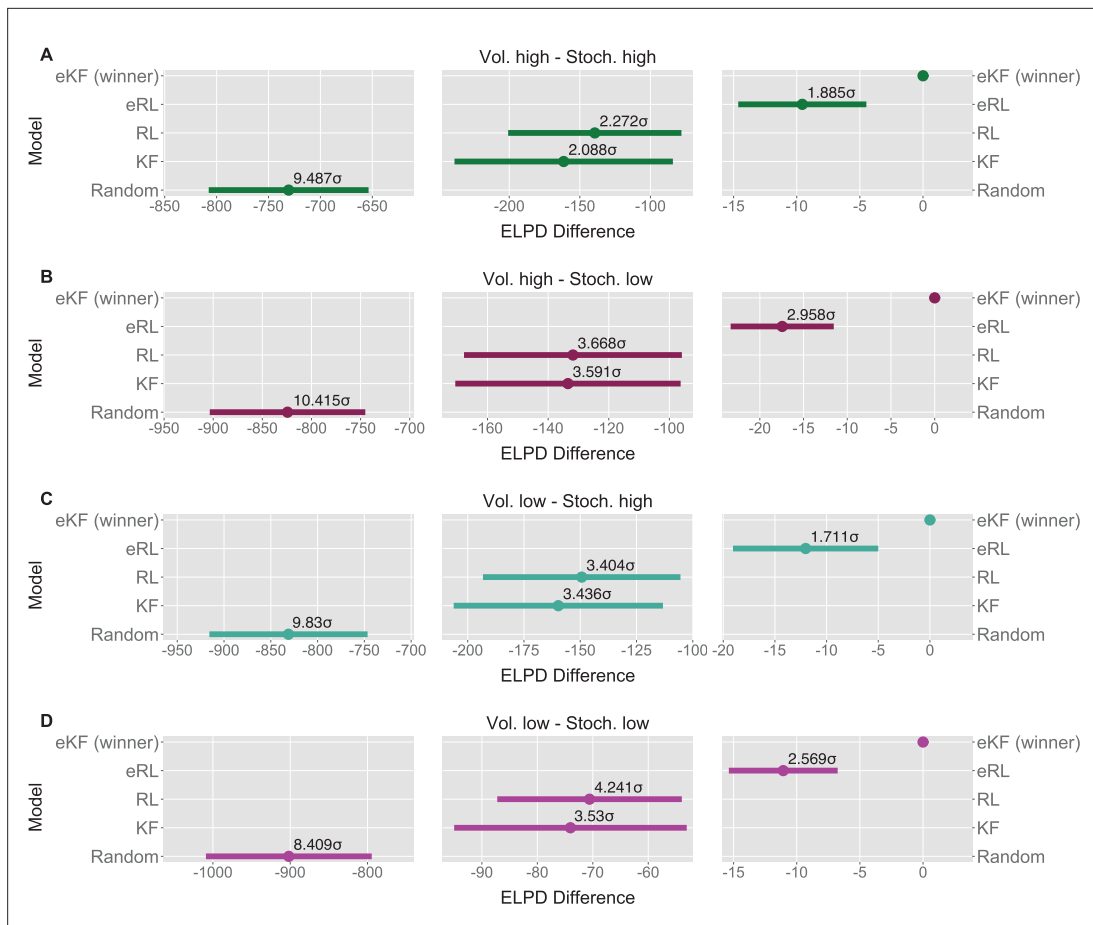 A
Vol. high - Stoch. high
eKF (winner)
eRL
RL
KF
Random
Model
9.487σ
2.272σ
2.088σ
1.885σ
eKF (winner)
eRL
RL
KF
Random
-850 -800 -750 -700 -650
-200 -150 -100
-15 -10 -5 0
ELPD Difference
B
Vol. high - Stoch. low
eKF (winner)
eRL
RL
KF
Random
Model
10.415σ
3.668σ
3.591σ
2.958σ
eKF (winner)
eRL
RL
KF
Random
-950 -900 -850 -800 -750 -700
-160 -140 -120 -100
-20 -15 -10 -5 0
ELPD Difference
C
Vol. low - Stoch. high
eKF (winner)
eRL
RL
KF
Random
Model
9.83σ
3.404σ
3.436σ
1.711σ
eKF (winner)
eRL
RL
KF
Random
-950 -900 -850 -800 -750 -700
-200 -175 -150 -125 -100
-20 -15 -10 -5 0
ELPD Difference
D
Vol. low - Stoch. low
eKF (winner)
eRL
RL
KF
Random
Model
8.409σ
4.241σ
3.53σ
2.569σ
eKF (winner)
eRL
RL
KF
Random
-1000 -900 -800
-90 -80 -70 -60
-15 -10 -5 0
ELPD Difference